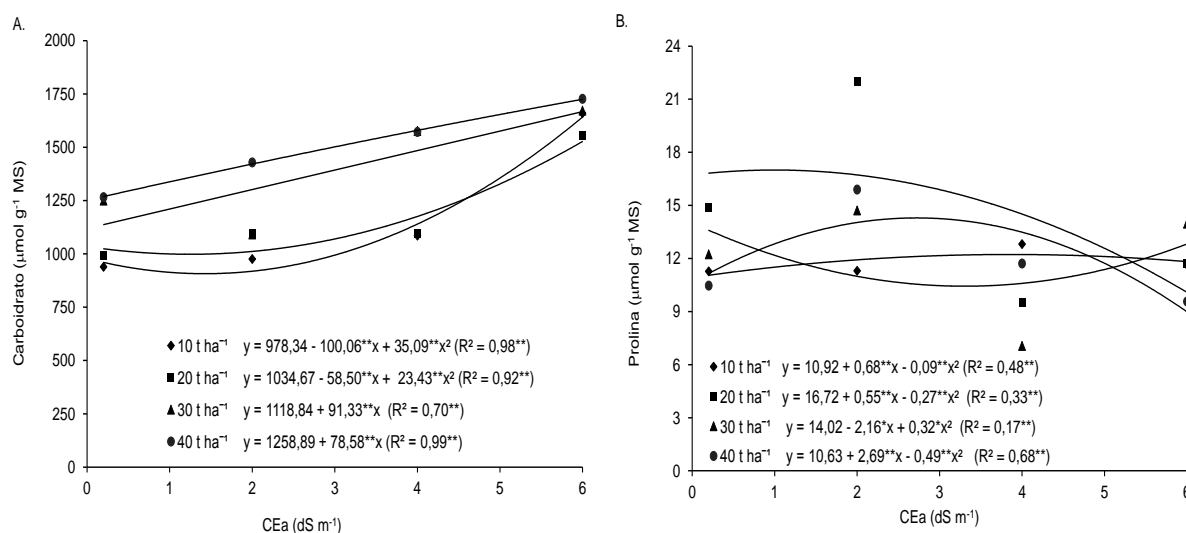 A.
Carboidrato (μmol g⁻¹ MS)
2000
1750
1500
1250
1000
750
500
250
0
10 t ha⁻¹ y = 978,34 - 100,06**x + 35,09**x² (R² = 0,98**)
20 t ha⁻¹ y = 1034,67 - 58,50**x + 23,43**x² (R² = 0,92**)
30 t ha⁻¹ y = 1118,84 + 91,33**x (R² = 0,70**)
40 t ha⁻¹ y = 1258,89 + 78,58**x (R² = 0,99**)
0 2 4 6
CEa (dS m⁻¹)
B.
Prolina (μmol g⁻¹ MS)
24
21
18
15
12
9
6
3
0
10 t ha⁻¹ y = 10,92 + 0,68**x - 0,09**x² (R² = 0,48**)
20 t ha⁻¹ y = 16,72 + 0,55**x - 0,27**x² (R² = 0,33**)
30 t ha⁻¹ y = 14,02 - 2,16*x + 0,32*x² (R² = 0,17**)
40 t ha⁻¹ y = 10,63 + 2,69**x - 0,49**x² (R² = 0,68**)
0 1 2 3 4 5 6
CEa (dS m⁻¹)